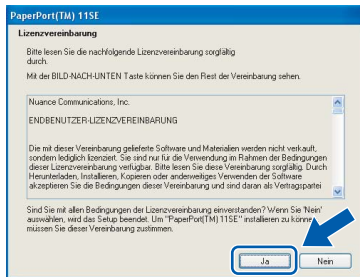 PaperPort(TM) 11SE
Lizenzvereinbarung
Bitte lesen Sie die nachfolgende Lizenzvereinbarung sorgfältig
durch.
Mit der BILD-NACH-UNTEN Taste können Sie den Rest der Vereinbarung sehen.
Nuance Communications, Inc.
ENDBENUTZER-LIZENZVEREINBARUNG
Die mit dieser Vereinbarung gelieferte Software und Materialien werden nicht verkauft,
sondern lediglich lizenziert. Sie sind nur für die Verwendung im Rahmen der Bedingungen
dieser Lizenzvereinbarung verfügbar. Bitte lesen Sie diese Vereinbarung sorgfältig. Durch
Herunterladen, Installieren, Kopieren oder anderweitiges Verwenden der Software
akzeptieren Sie die Bedingungen dieser Vereinbarung und sind daran als Vertragspartei
Sind Sie mit allen Bedingungen der Lizenzvereinbarung einverstanden? Wenn Sie 'Nein'
auswählen, wird das Setup beendet. Um "PaperPort(TM) 11SE" installieren zu könne
müssen Sie dieser Vereinbarung zustimmen.
Ja
Nein